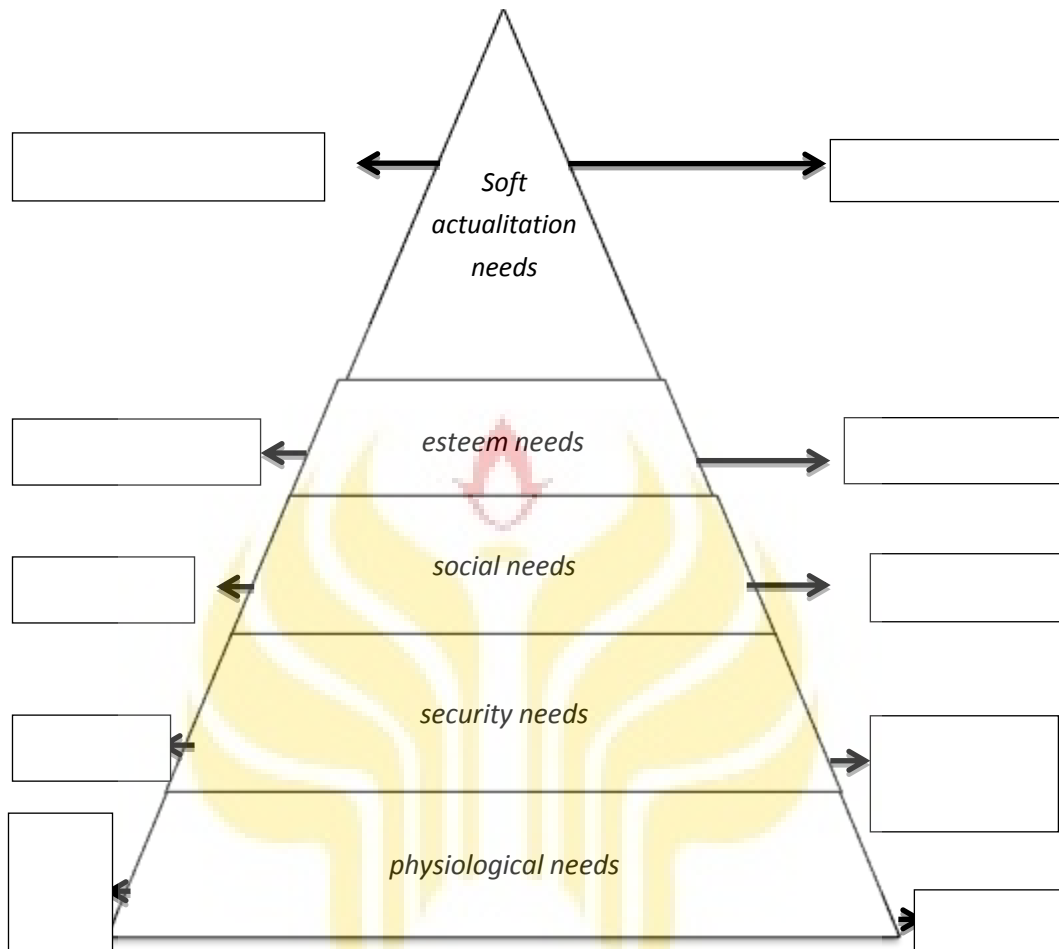 Soft
actualitation
needs
esteem needs
social needs
security needs
physiological needs